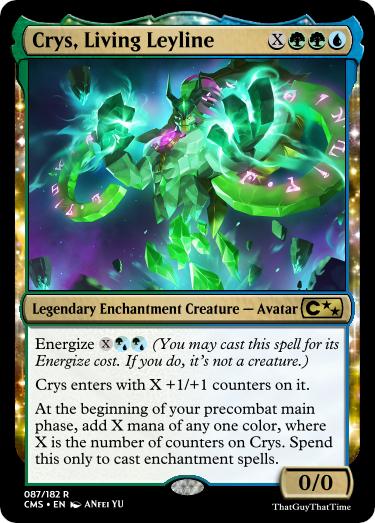 Crys, Living Leyline X
Legendary Enchantment Creature — Avatar C
Energize X (You may cast this spell for its
Energize cost. If you do, it's not a creature.)
Crys enters with X +1/+1 counters on it.
At the beginning of your precombat main
phase, add X mana of any one color, where
X is the number of counters on Crys. Spend
this only to cast enchantment spells.
0/0
087/182 R
CMS • EN ANFEI YU
ThatGuyThatTime